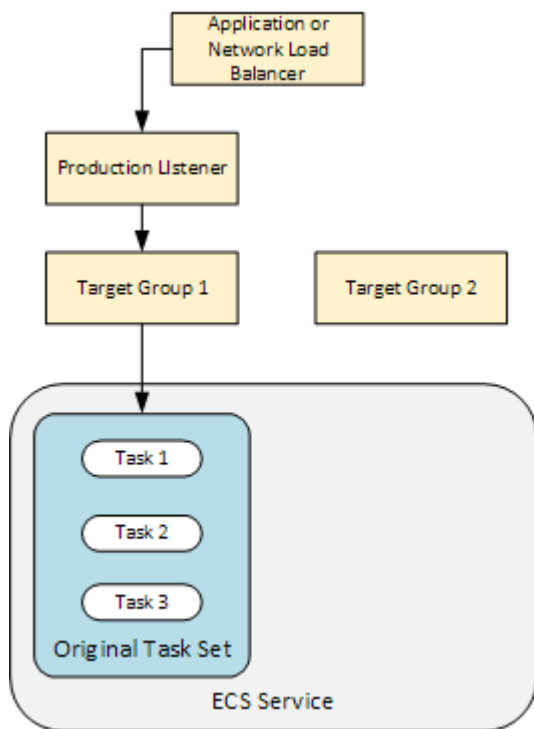 Application or
Network Load
Balancer
Production LIstener
Target Group 1
Target Group 2
Task 1
Task 2
Task 3
Original Task Set
ECS Service